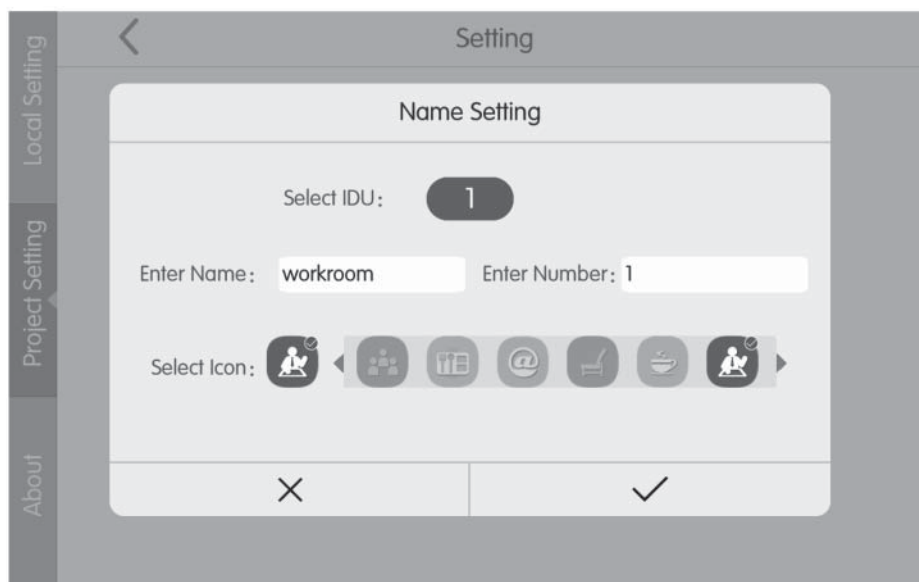 Setting
Local Setting
Project Setting
About
Name Setting
Select IDU: 1
Enter Name: workroom Enter Number: 1
Select Icon: @